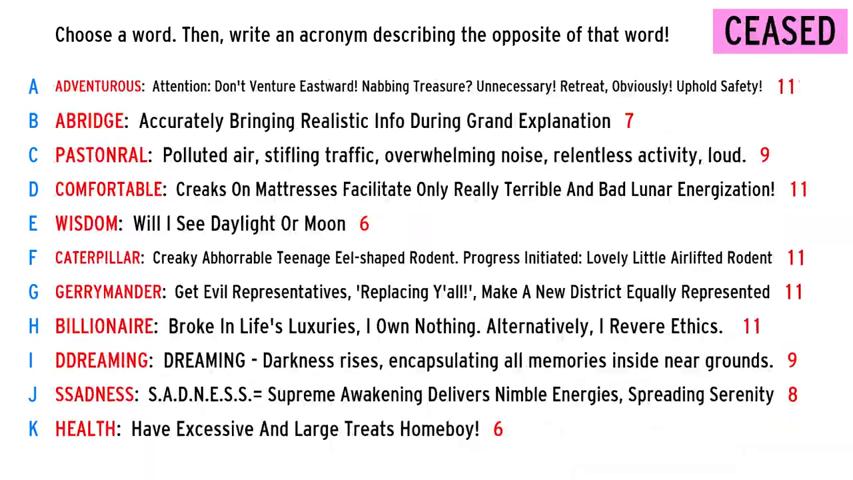 Choose a word. Then, write an acronym describing the opposite of that word!
CEASED
A ADVENTUROUS: Attention: Don't Venture Eastward! Nabbing Treasure? Unnecessary! Retreat, Obviously! Uphold Safety! 11
B ABRIDGE: Accurately Bringing Realistic Info During Grand Explanation 7
C PASTONRAL: Polluted air, stifling traffic, overwhelming noise, relentless activity, loud. 9
D COMFORTABLE: Creaks On Mattresses Facilitate Only Really Terrible And Bad Lunar Energization! 11
E WISDOM: Will I See Daylight Or Moon 6
F CATERPILLAR: Creaky Abhorrable Teenage Eel-shaped Rodent. Progress Initiated: Lovely Little Airlifted Rodent 11
G GERRYMANDER: Get Evil Representatives, 'Replacing Y'all!', Make A New District Equally Represented 11
H BILLIONAIRE: Broke In Life's Luxuries, I Own Nothing. Alternatively, I Revere Ethics. 11
I DDREAMING: DREAMING - Darkness rises, encapsulating all memories inside near grounds. 9
J SSADNESS: S.A.D.N.E.S.S.= Supreme Awakening Delivers Nimble Energies, Spreading Serenity 8
K HEALTH: Have Excessive And Large Treats Homeboy! 6